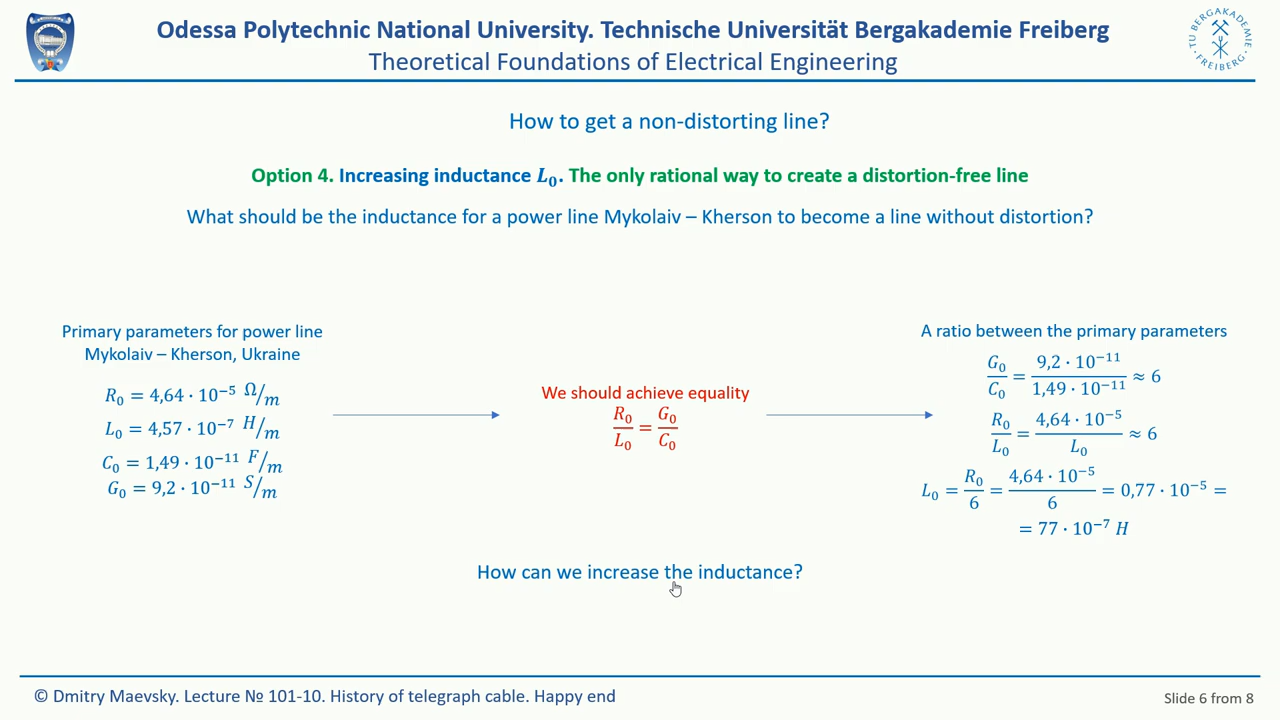 Odessa Polytechnic National University. Technische Universität Bergakademie Freiberg
Theoretical Foundations of Electrical Engineering
TU BERGAKADEMIE FREIBERG
How to get a non-distorting line?
Option 4. Increasing inductance L₀. The only rational way to create a distortion-free line
What should be the inductance for a power line Mykolaiv – Kherson to become a line without distortion?
Primary parameters for power line
Mykolaiv – Kherson, Ukraine
R₀ = 4,64 · 10⁻⁵ Ω/m
L₀ = 4,57 · 10⁻⁷ H/m
C₀ = 1,49 · 10⁻¹¹ F/m
G₀ = 9,2 · 10⁻¹¹ S/m
We should achieve equality
R₀/L₀ = G₀/C₀
A ratio between the primary parameters
G₀/C₀ = 9,2 · 10⁻¹¹/1,49 · 10⁻¹¹ ≈ 6
R₀/L₀ = 4,64 · 10⁻⁵/L₀ ≈ 6
L₀ = R₀/6 = 4,64 · 10⁻⁵/6 = 0,77 · 10⁻⁵ =
= 77 · 10⁻⁷ H
How can we increase the inductance?
© Dmitry Maevsky. Lecture № 101-10. History of telegraph cable. Happy end
Slide 6 from 8